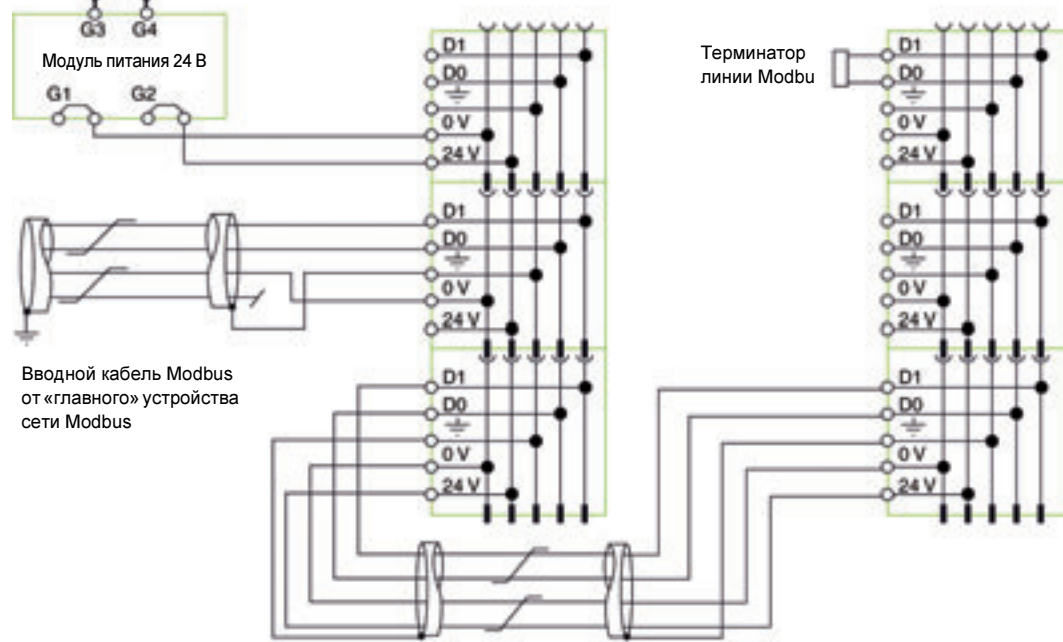 G3 G4
Модуль питания 24 В
G1 G2
D1
D0
0 V
24 V
D1
D0
0 V
24 V
D1
D0
0 V
24 V
Вводной кабель Modbus
от «главного» устройства
сети Modbus
Терминатор
линии Modbu
D1
D0
0 V
24 V
D1
D0
0 V
24 V
D1
D0
0 V
24 V